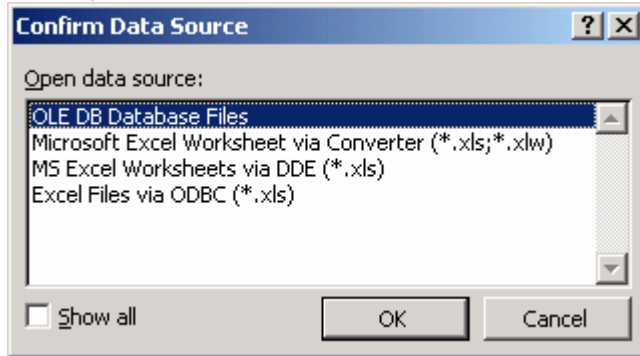 Confirm Data Source
Open data source:
OLE DB Database Files
Microsoft Excel Worksheet via Converter (*.xls;*.xlw)
MS Excel Worksheets via DDE (*.xls)
Excel Files via ODBC (*.xls)
Show all OK Cancel